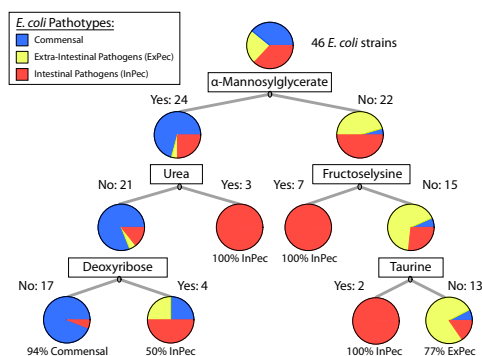 E. coli Pathotypes:
Commensal
Extra-Intestinal Pathogens (ExPec)
Intestinal Pathogens (InPec)
46 E. coli strains
α-Mannosylglycerate
Yes: 24
No: 22
Urea
Fructoselysine
No: 21
Yes: 3
Yes: 7
No: 15
100% InPec
100% InPec
Deoxyribose
Taurine
No: 17
Yes: 4
Yes: 2
No: 13
94% Commensal
50% InPec
100% InPec
77% ExPec